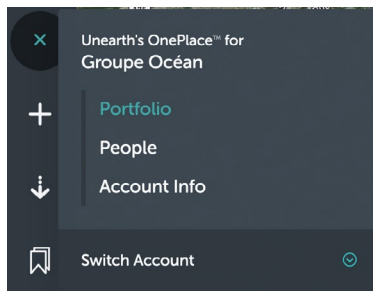 Unearth's OnePlace™ for
Groupe Océan
Portfolio
People
Account Info
Switch Account